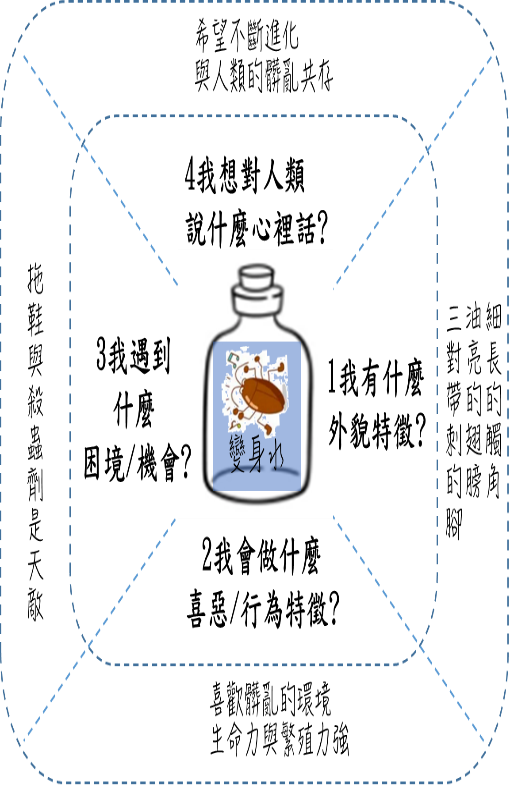 希望不斷進化
與人類的髒亂共存
4我想對人類
說什麼心裡話?
拖鞋與殺蟲劑是天敵
3我遇到
什麼
困境/機會?
變身水
1我有什麼
外貌特徵?
細長的觸角
油亮的翅膀
三對帶刺的腳
2我會做什麼
喜惡/行為特徵?
喜歡髒亂的環境
生命力與繁殖力強